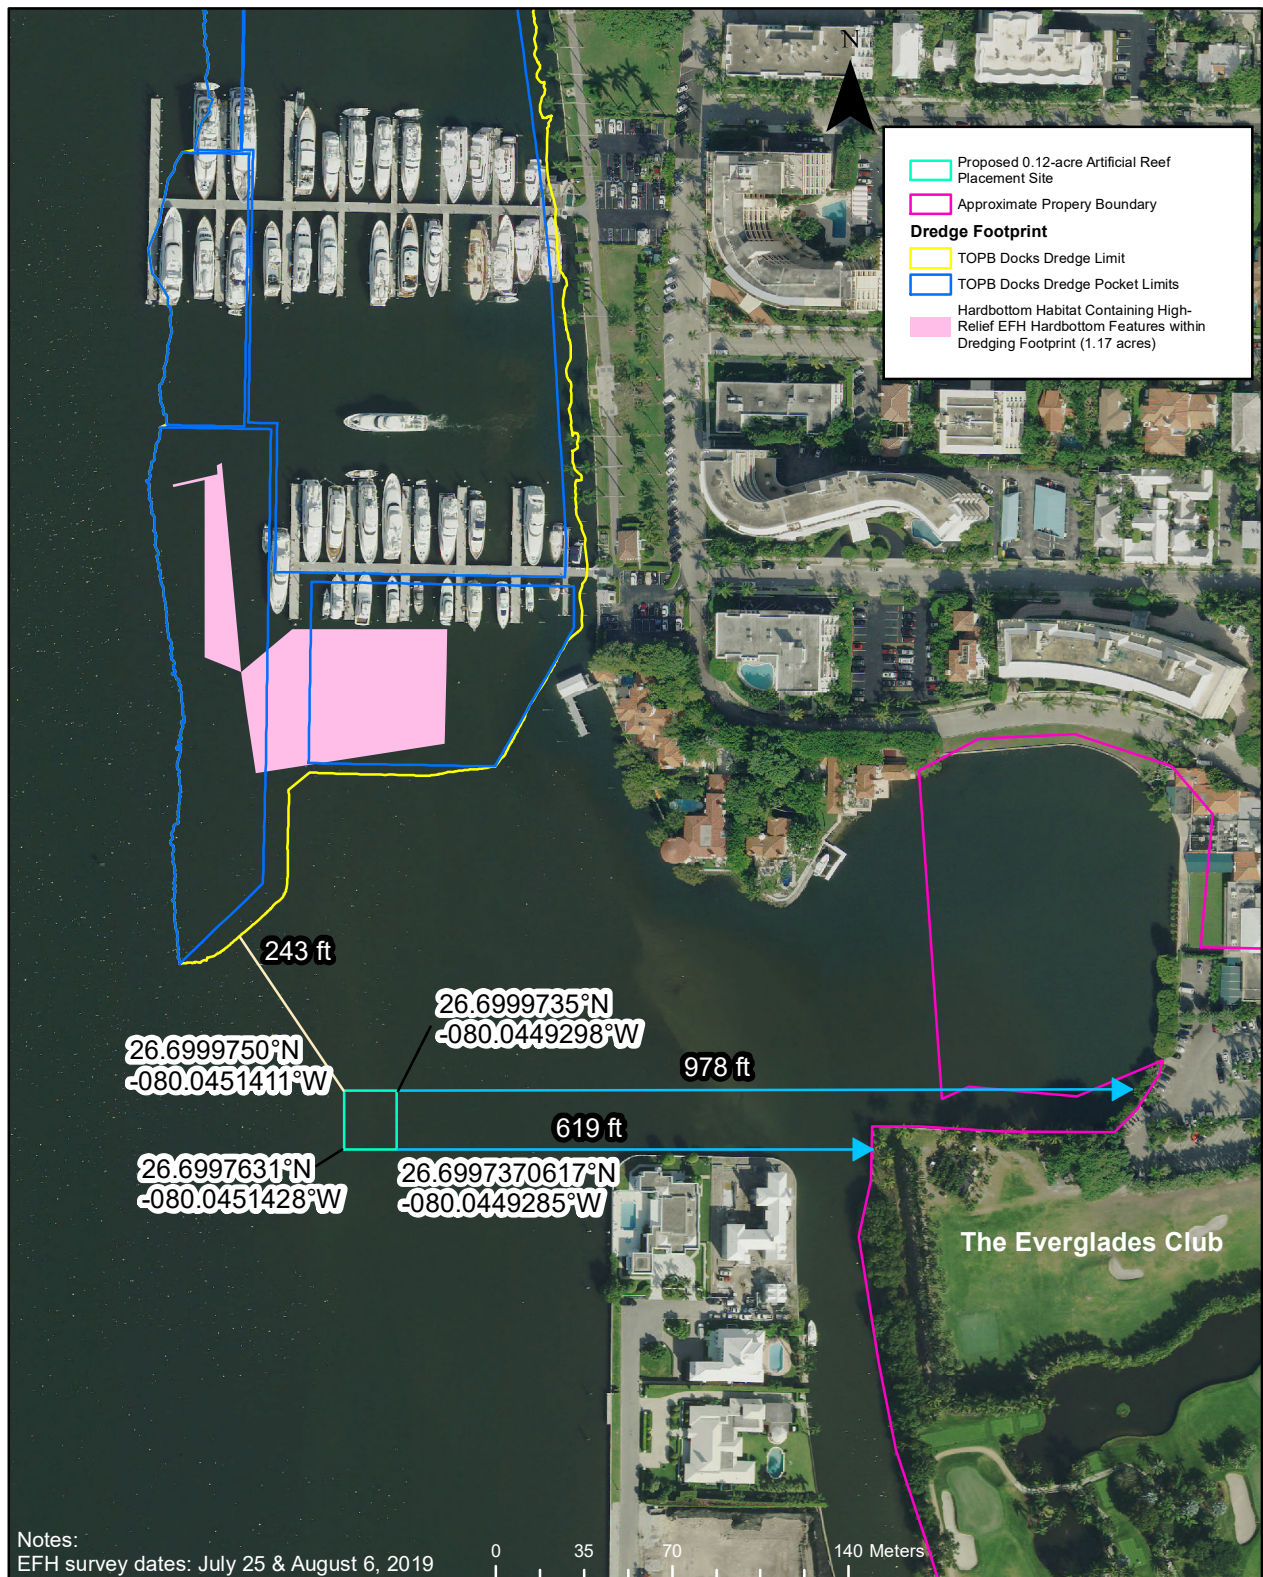 N
Proposed 0.12-acre Artificial Reef
Placement Site
Approximate Propery Boundary
Dredge Footprint
TOPB Docks Dredge Limit
TOPB Docks Dredge Pocket Limits
Hardbottom Habitat Containing High-
Relief EFH Hardbottom Features within
Dredging Footprint (1.17 acres)
243 ft
26.6999735°N
-080.0449298°W
26.6999750°N
-080.0451411°W
978 ft
619 ft
26.6997631°N
-080.0451428°W
26.6997370617°N
-080.0449285°W
The Everglades Club
Notes:
EFH survey dates: July 25 & August 6, 2019
0 35 70 140 Meters